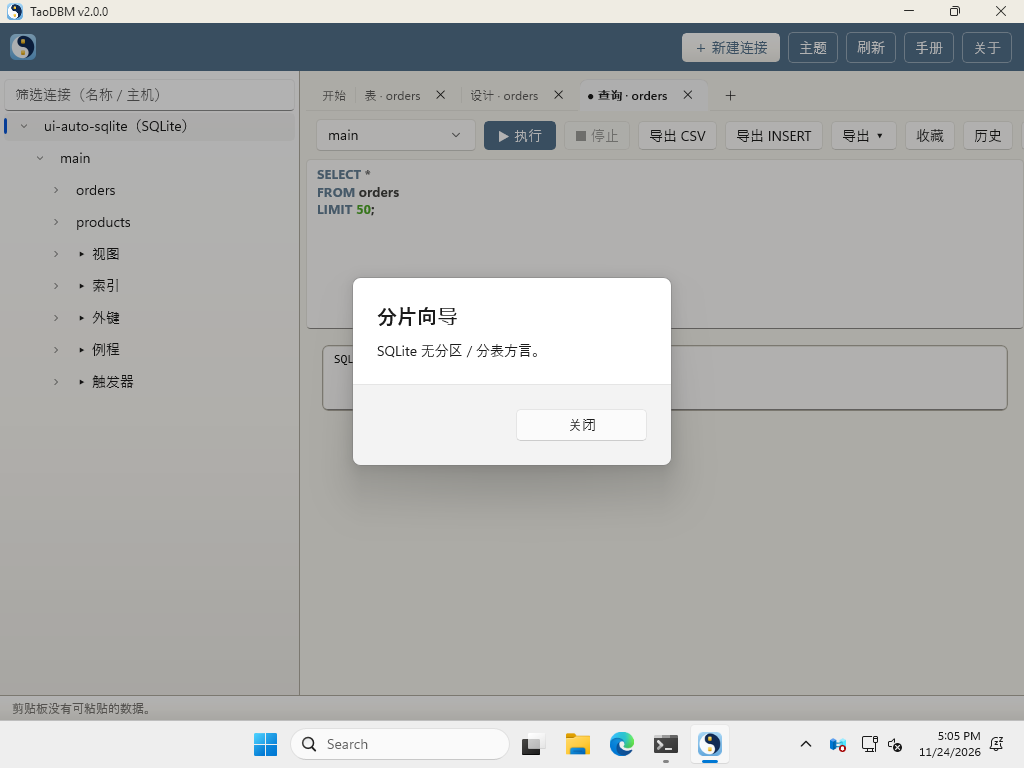 TaoDBM v2.0.0
+ 新建连接
主题
刷新
手册
关于
筛选连接（名称 / 主机）
开始
表 · orders
设计 · orders
● 查询 · orders
ui-auto-sqlite（SQLite）
main
orders
products
视图
索引
外键
例程
触发器
main
执行
停止
导出 CSV
导出 INSERT
导出
收藏
历史
SELECT *
FROM orders
LIMIT 50;
SQL
分片向导
SQLite 无分区 / 分表方言。
关闭
剪贴板没有可粘贴的数据。
Search
5:05 PM
11/24/2026